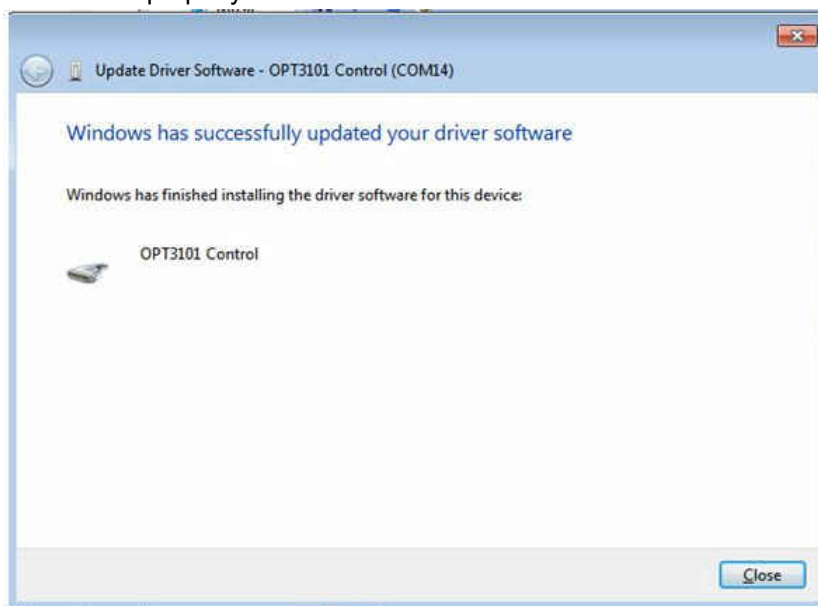 Update Driver Software - OPT3101 Control (COM14)
Windows has successfully updated your driver software
Windows has finished installing the driver software for this device:
OPT3101 Control
Close